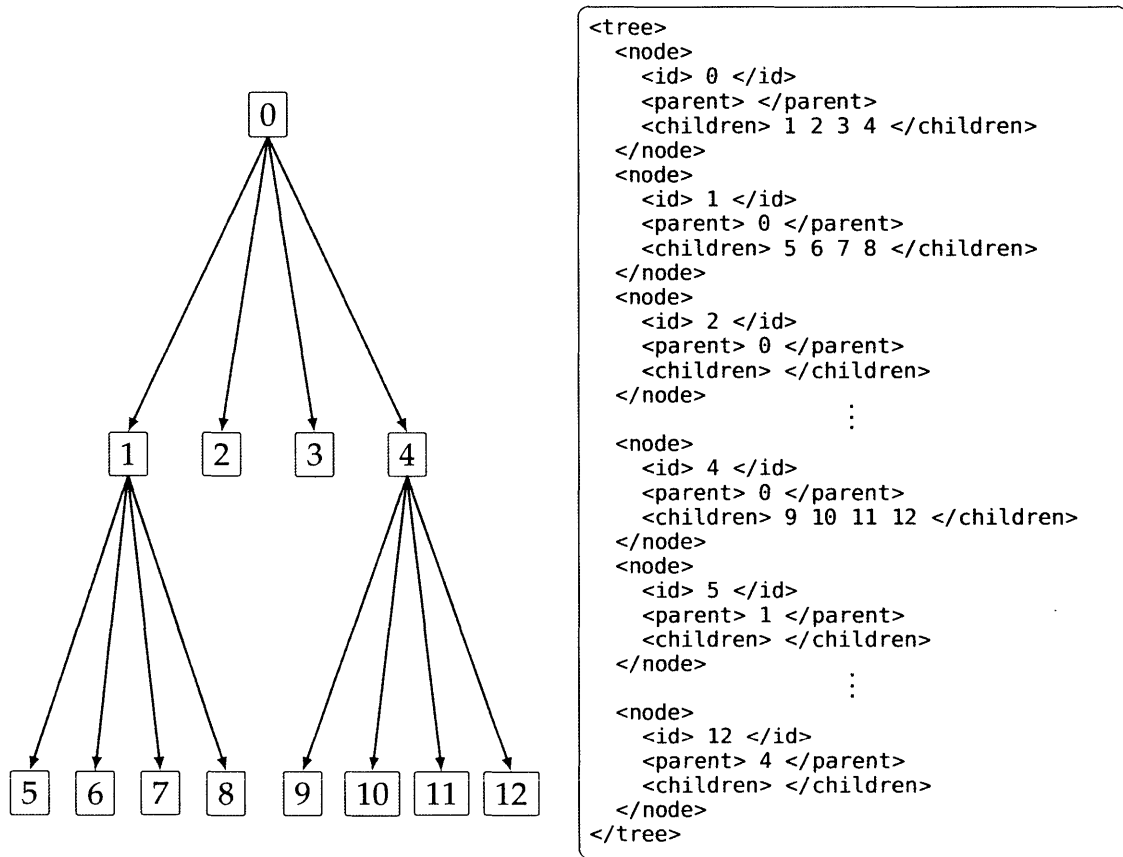 0
1 2 3 4
5 6 7 8 9 10 11 12
<tree>
  <node>
    <id> 0 </id>
    <parent> </parent>
    <children> 1 2 3 4 </children>
  </node>
  <node>
    <id> 1 </id>
    <parent> 0 </parent>
    <children> 5 6 7 8 </children>
  </node>
  <node>
    <id> 2 </id>
    <parent> 0 </parent>
    <children> </children>
  </node>
⋮
  <node>
    <id> 4 </id>
    <parent> 0 </parent>
    <children> 9 10 11 12 </children>
  </node>
  <node>
    <id> 5 </id>
    <parent> 1 </parent>
    <children> </children>
  </node>
⋮
  <node>
    <id> 12 </id>
    <parent> 4 </parent>
    <children> </children>
  </node>
</tree>